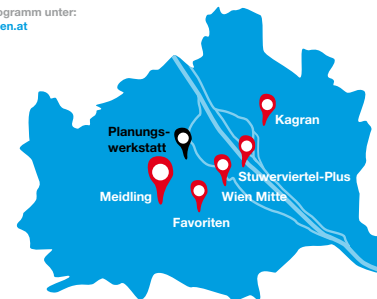 ogramm unter:
en.at
Kagran
Planungs-
werkstatt
Stuwerviertel-Plus
Meidling
Wien Mitte
Favoriten